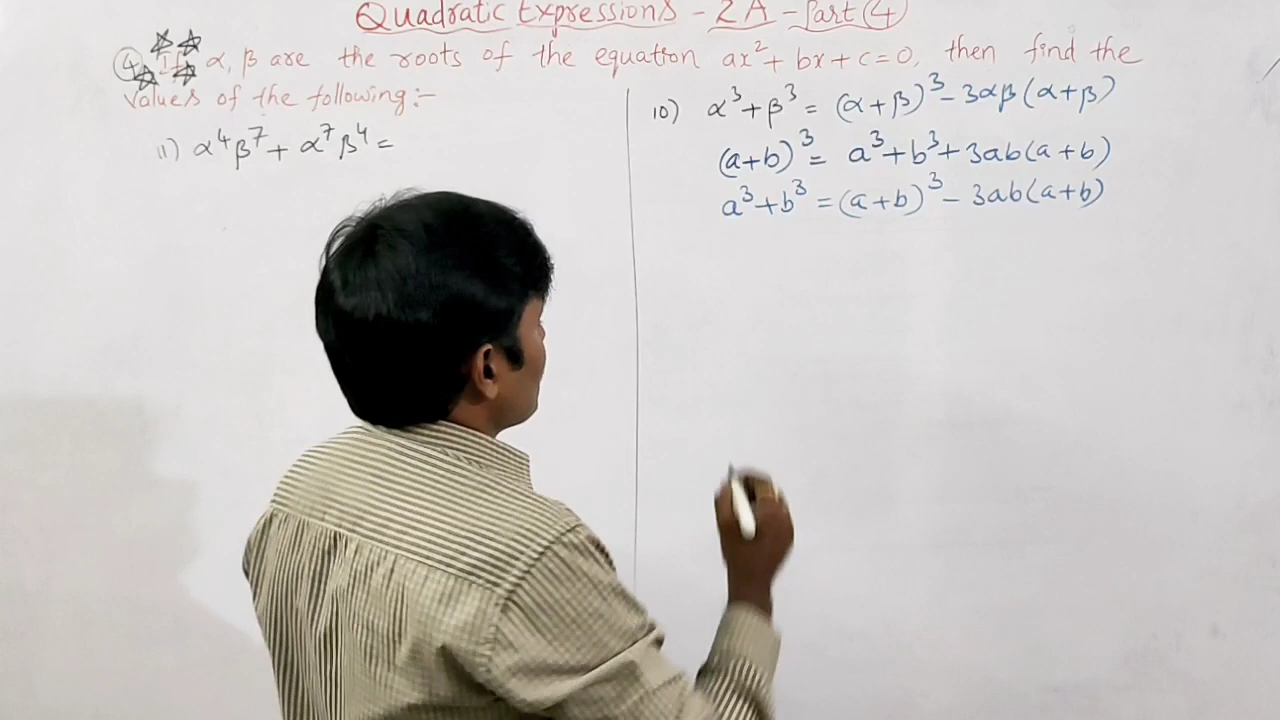 Quadratic Expressions - 2A - Part (4)
④ If α, β are the roots of the equation ax² + bx + c = 0, then find the
values of the following:-
11) α⁴β⁷ + α⁷β⁴ =
10) α³ + β³ = (α + β)³ - 3αβ(α + β)
(a+b)³ = a³ + b³ + 3ab(a + b)
a³ + b³ = (a + b)³ - 3ab(a + b)